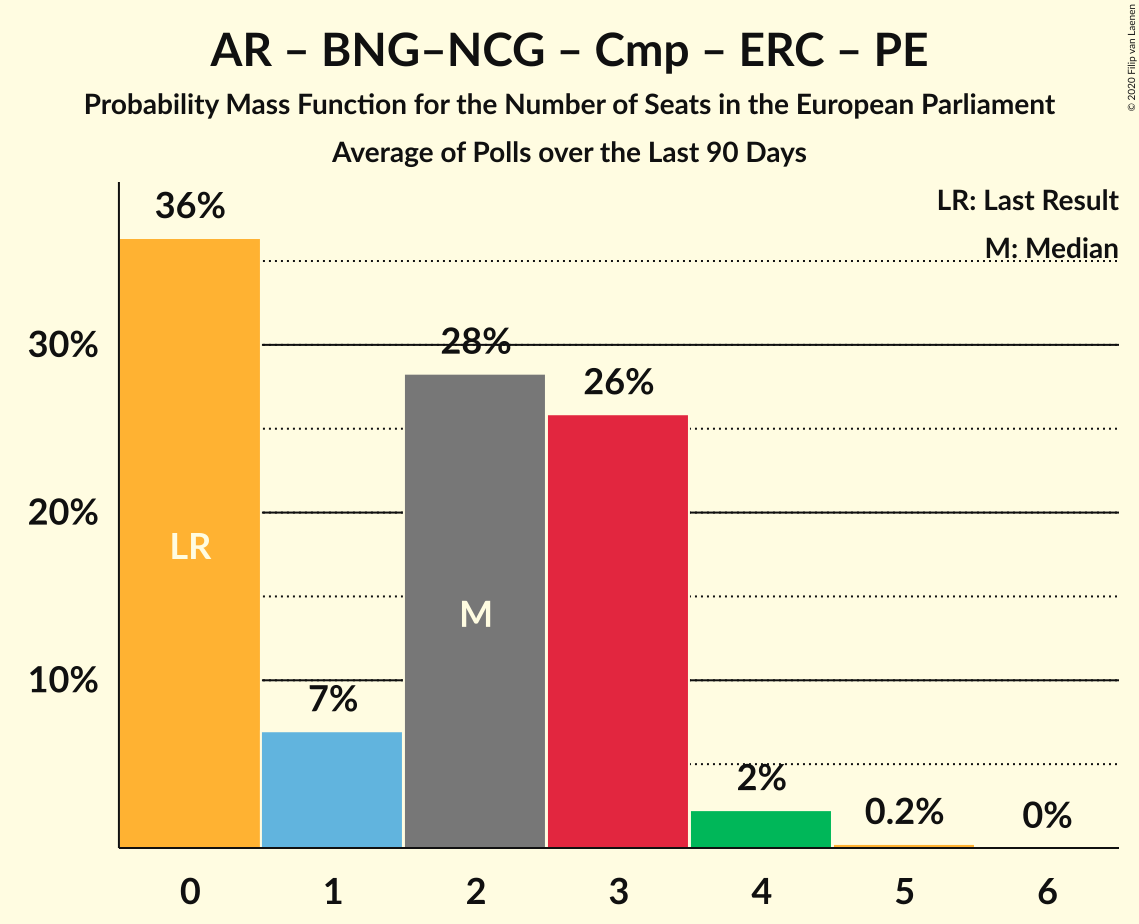 AR – BNG–NCG – Cmp – ERC – PE
Probability Mass Function for the Number of Seats in the European Parliament
Average of Polls over the Last 90 Days
© 2020 Filip van Laenen
LR: Last Result
M: Median
36%
28%
26%
7%
2%
0.2%
0%
LR
M
30%
20%
10%
0 1 2 3 4 5 6